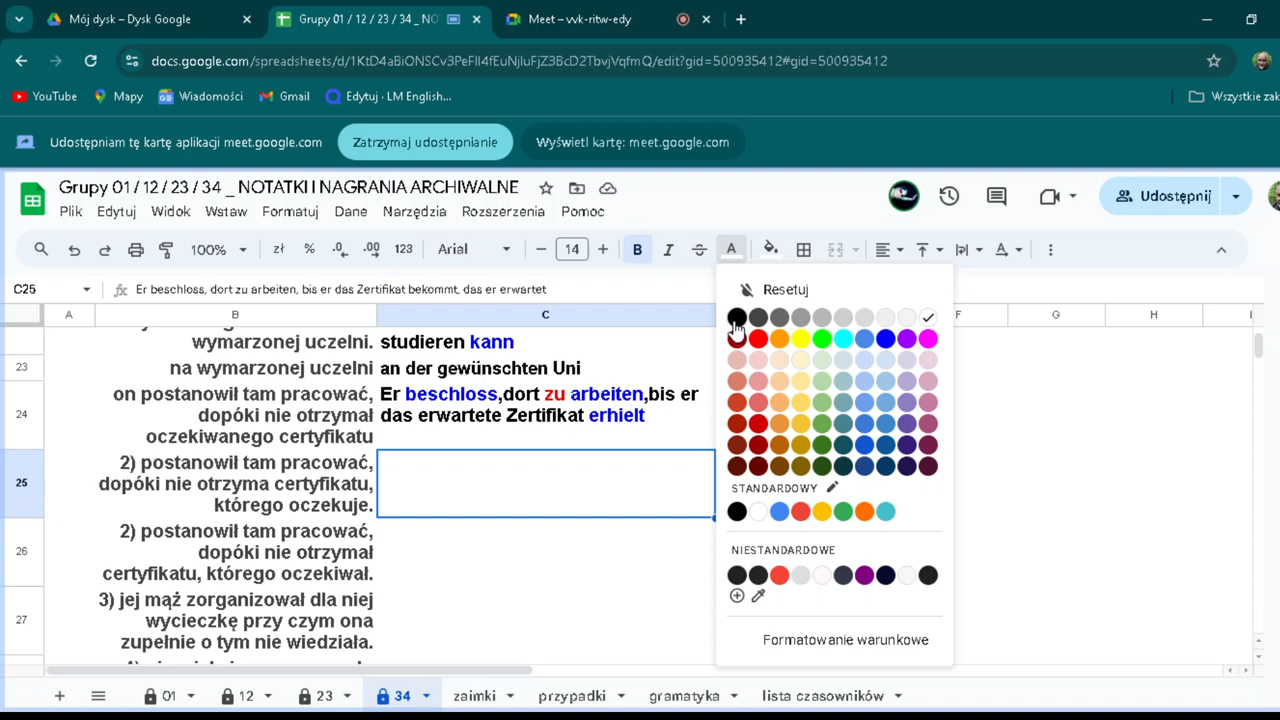 Mój dysk – Dysk Google
Grupy 01 / 12 / 23 / 34 _ NO
Meet – vvk-ritw-edy
docs.google.com/spreadsheets/d/1KtD4aBiONSCv3PeFIl4fEuNjluFjZ3BcD2TbvjVqfmQ/edit?gid=500935412#gid=500935412
YouTube
Mapy
Wiadomości
Gmail
Edytuj · LM English...
Wszystkie zak
Udostępniam tę kartę aplikacji meet.google.com
Zatrzymaj udostępnianie
Wyświetl kartę: meet.google.com
Grupy 01 / 12 / 23 / 34 _ NOTATKI I NAGRANIA ARCHIWALNE
Udostępnij
Plik Edytuj Widok Wstaw Formatuj Dane Narzędzia Rozszerzenia Pomoc
100% zł % .0 .00 123 Arial 14 B I A
C25 Er beschloss, dort zu arbeiten, bis er das Zertifikat bekommt, das er erwartet
Resetuj
A B C F G H I
wymarzonej uczelni. studieren kann
23 na wymarzonej uczelni an der gewünschten Uni
24 on postanowił tam pracować, Er beschloss,dort zu arbeiten,bis er
dopóki nie otrzymał das erwartete Zertifikat erhielt
oczekiwanego certyfikatu
25 2) postanowił tam pracować,
dopóki nie otrzyma certyfikatu,
którego oczekuje.
26 2) postanowił tam pracować,
dopóki nie otrzymał
certyfikatu, którego oczekiwał.
27 3) jej mąż zorganizował dla niej
wycieczkę przy czym ona
zupełnie o tym nie wiedziała.
STANDARDOWY
NIESTANDARDOWE
Formatowanie warunkowe
01 12 23 34 zaimki przypadki gramatyka lista czasowników